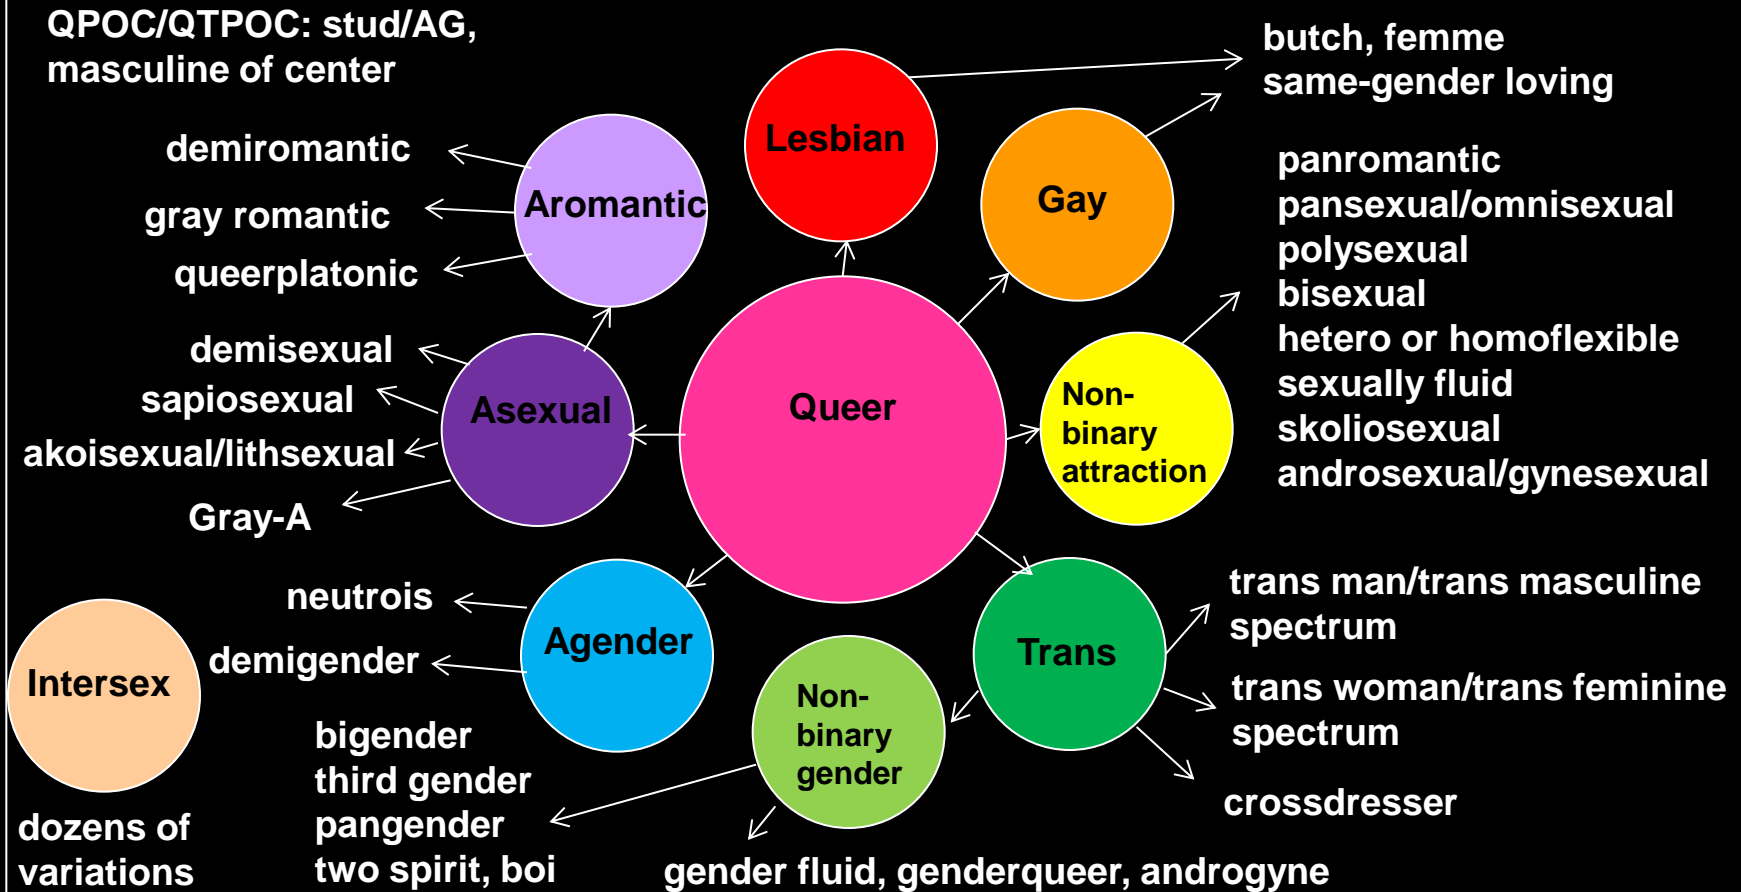 QPOC/QTPOC: stud/AG,
masculine of center
butch, femme
same-gender loving
Lesbian
Gay
Aromantic
demiromantic
gray romantic
queerplatonic
panromantic
pansexual/omnisexual
polysexual
bisexual
hetero or homoflexible
sexually fluid
skoliosexual
androsexual/gynesexual
Queer
Non-
binary
attraction
Asexual
demisexual
sapiosexual
akoisexual/lithsexual
Gray-A
Agender
neutrois
demigender
Intersex
dozens of
variations
Non-
binary
gender
bigender
third gender
pangender
two spirit, boi
gender fluid, genderqueer, androgyne
Trans
trans man/trans masculine
spectrum
trans woman/trans feminine
spectrum
crossdresser